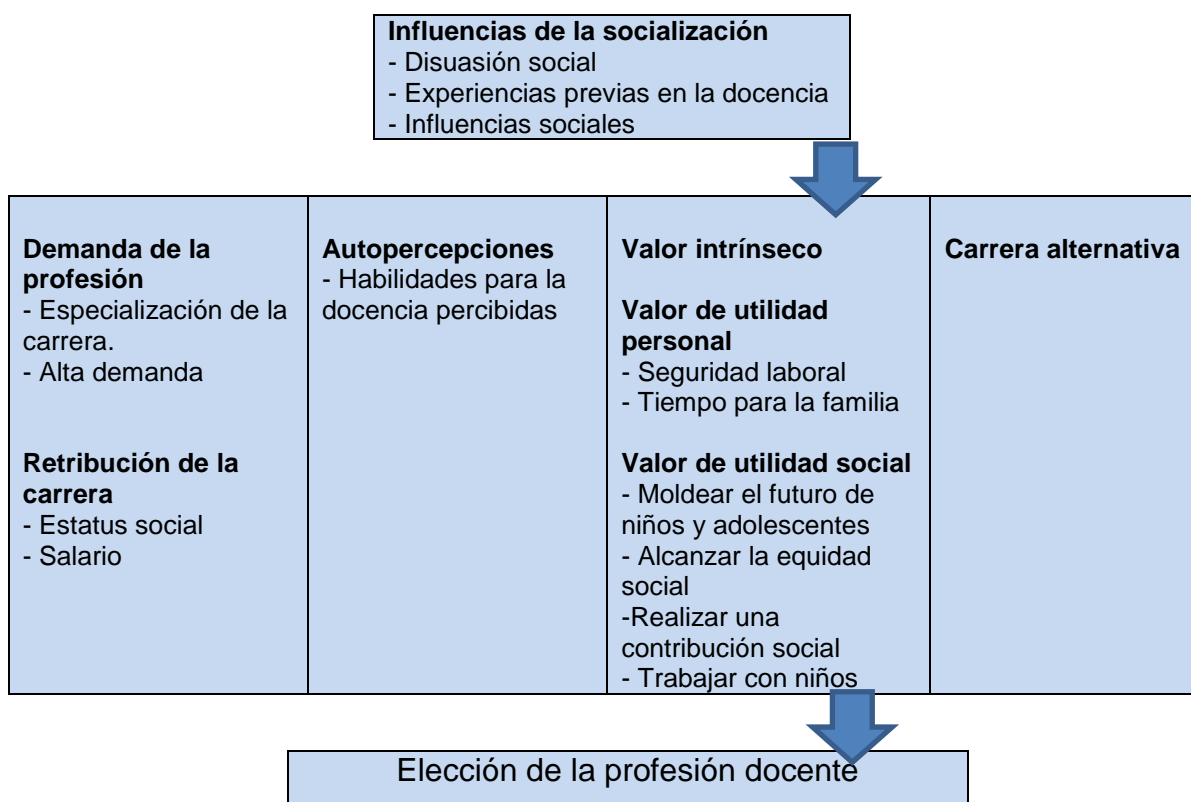 Influencias de la socialización
- Disuasión social
- Experiencias previas en la docencia
- Influencias sociales
Demanda de la
profesión
- Especialización de la
carrera.
- Alta demanda
Retribución de la
carrera
- Estatus social
- Salario
Autopercepciones
- Habilidades para la
docencia percibidas
Valor intrínseco
Valor de utilidad
personal
- Seguridad laboral
- Tiempo para la familia
Valor de utilidad social
- Moldear el futuro de
niños y adolescentes
- Alcanzar la equidad
social
-Realizar una
contribución social
- Trabajar con niños
Carrera alternativa
Elección de la profesión docente